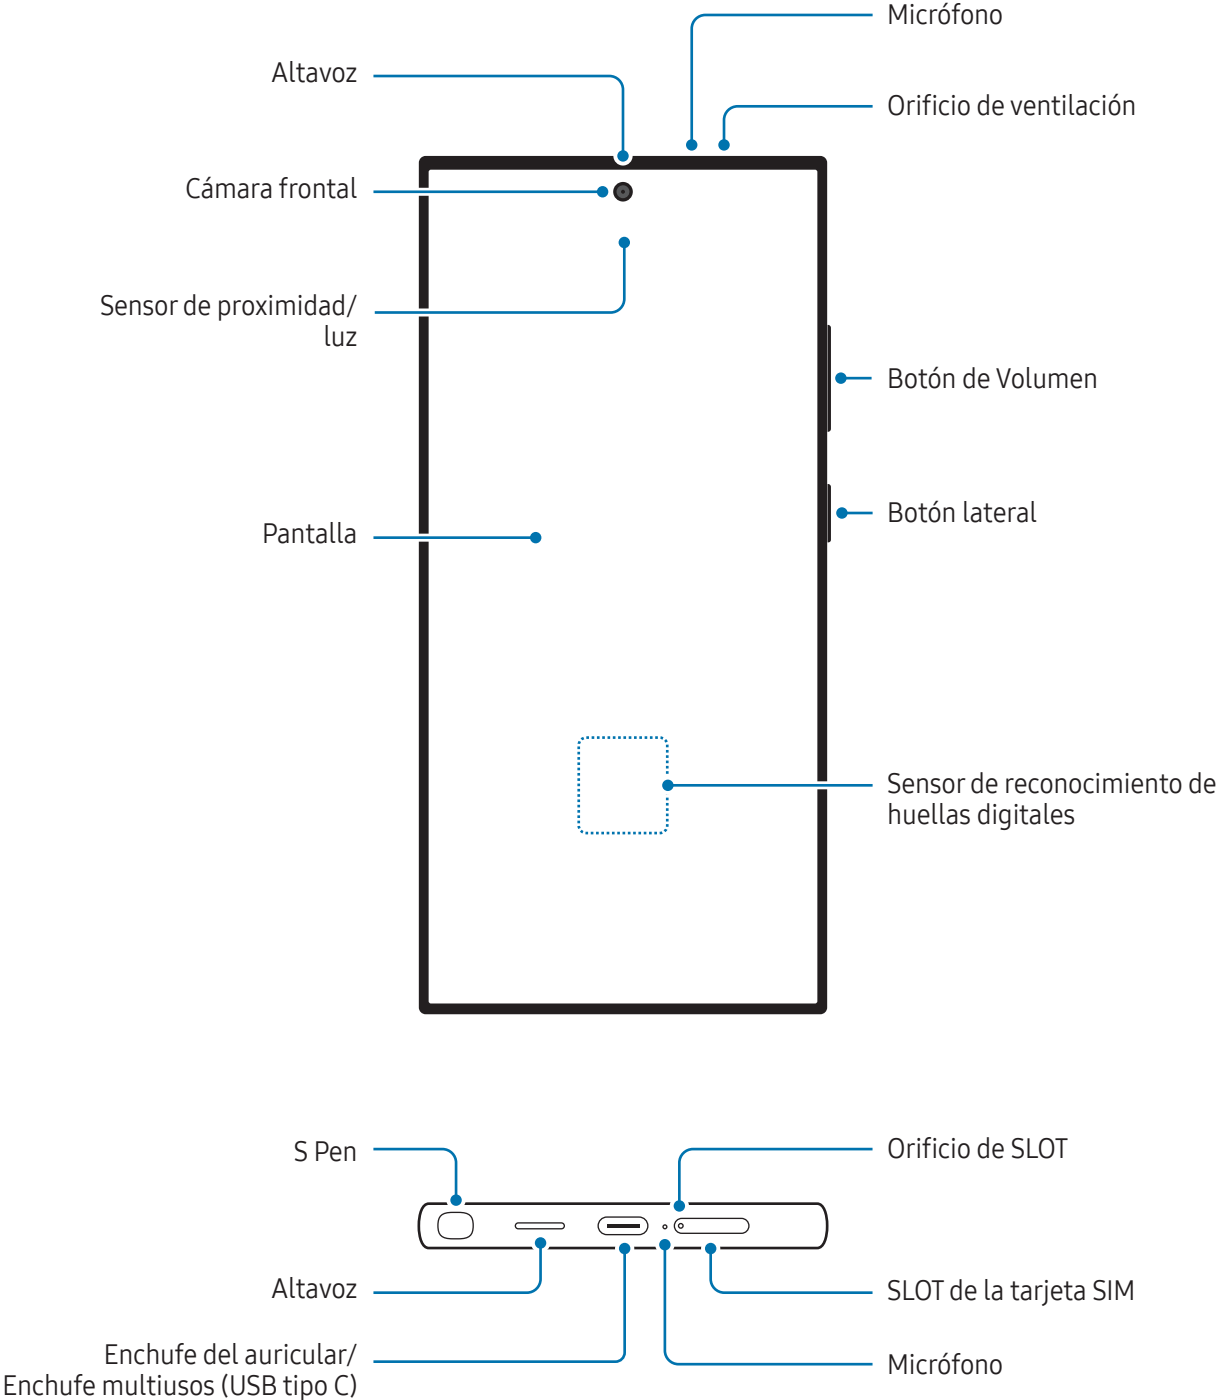 Micrófono
Altavoz
Orificio de ventilación
Cámara frontal
Sensor de proximidad/
luz
Botón de Volumen
Botón lateral
Pantalla
Sensor de reconocimiento de
huellas digitales
S Pen
Orificio de SLOT
Altavoz
SLOT de la tarjeta SIM
Enchufe del auricular/
Enchufe multiusos (USB tipo C)
Micrófono